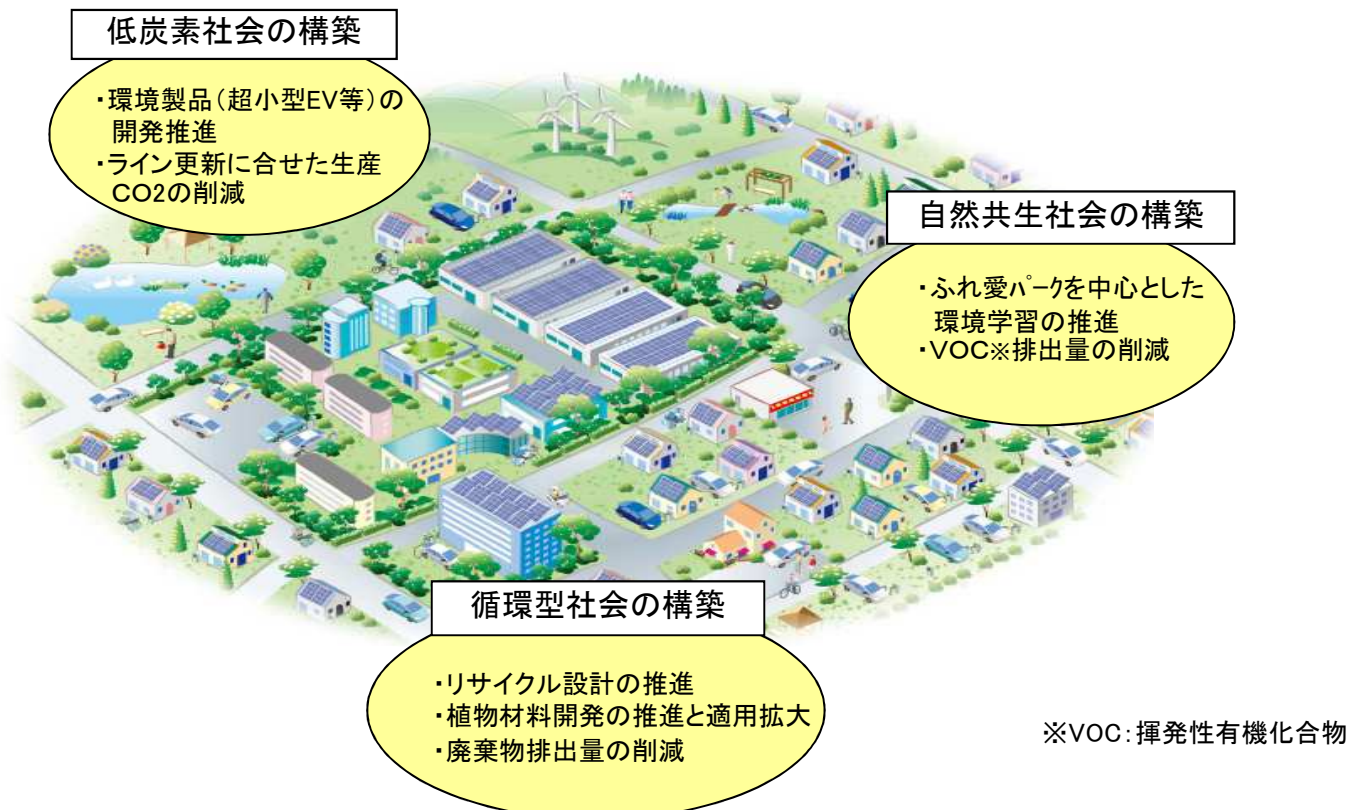 低炭素社会の構築
・環境製品（超小型EV等）の
開発推進
・ライン更新に合せた生産
CO2の削減
自然共生社会の構築
・ふれ愛ﾊﾟｰｸを中心とした
環境学習の推進
・VOC※排出量の削減
循環型社会の構築
・リサイクル設計の推進
・植物材料開発の推進と適用拡大
・廃棄物排出量の削減
※VOC：揮発性有機化合物